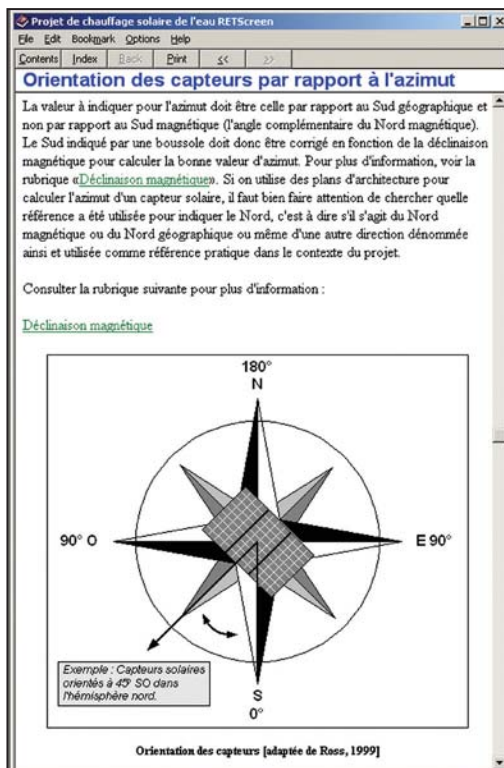 Projet de chauffage solaire de l'eau RETScreen
File Edit Bookmark Options Help
Contents Index Back Print << >>
Orientation des capteurs par rapport à l'azimut
La valeur à indiquer pour l'azimut doit être celle par rapport au Sud géographique et
non par rapport au Sud magnétique (l'angle complémentaire du Nord magnétique).
Le Sud indiqué par une boussole doit donc être corrigé en fonction de la déclinaison
magnétique pour calculer la bonne valeur d'azimut. Pour plus d'information, voir la
rubrique «Déclinaison magnétique». Si on utilise des plans d'architecture pour
calculer l'azimut d'un capteur solaire, il faut bien faire attention de chercher quelle
référence a été utilisée pour indiquer le Nord, c'est à dire s'il s'agit du Nord
magnétique ou du Nord géographique ou même d'une autre direction dénommée
ainsi et utilisée comme référence pratique dans le contexte du projet.
Consulter la rubrique suivante pour plus d'information :
Déclinaison magnétique
180°
N
90° O
E 90°
Exemple : Capteurs solaires
orientés à 45° SO dans
l'hémisphère nord.
S
0°
Orientation des capteurs [adaptée de Ross, 1999]